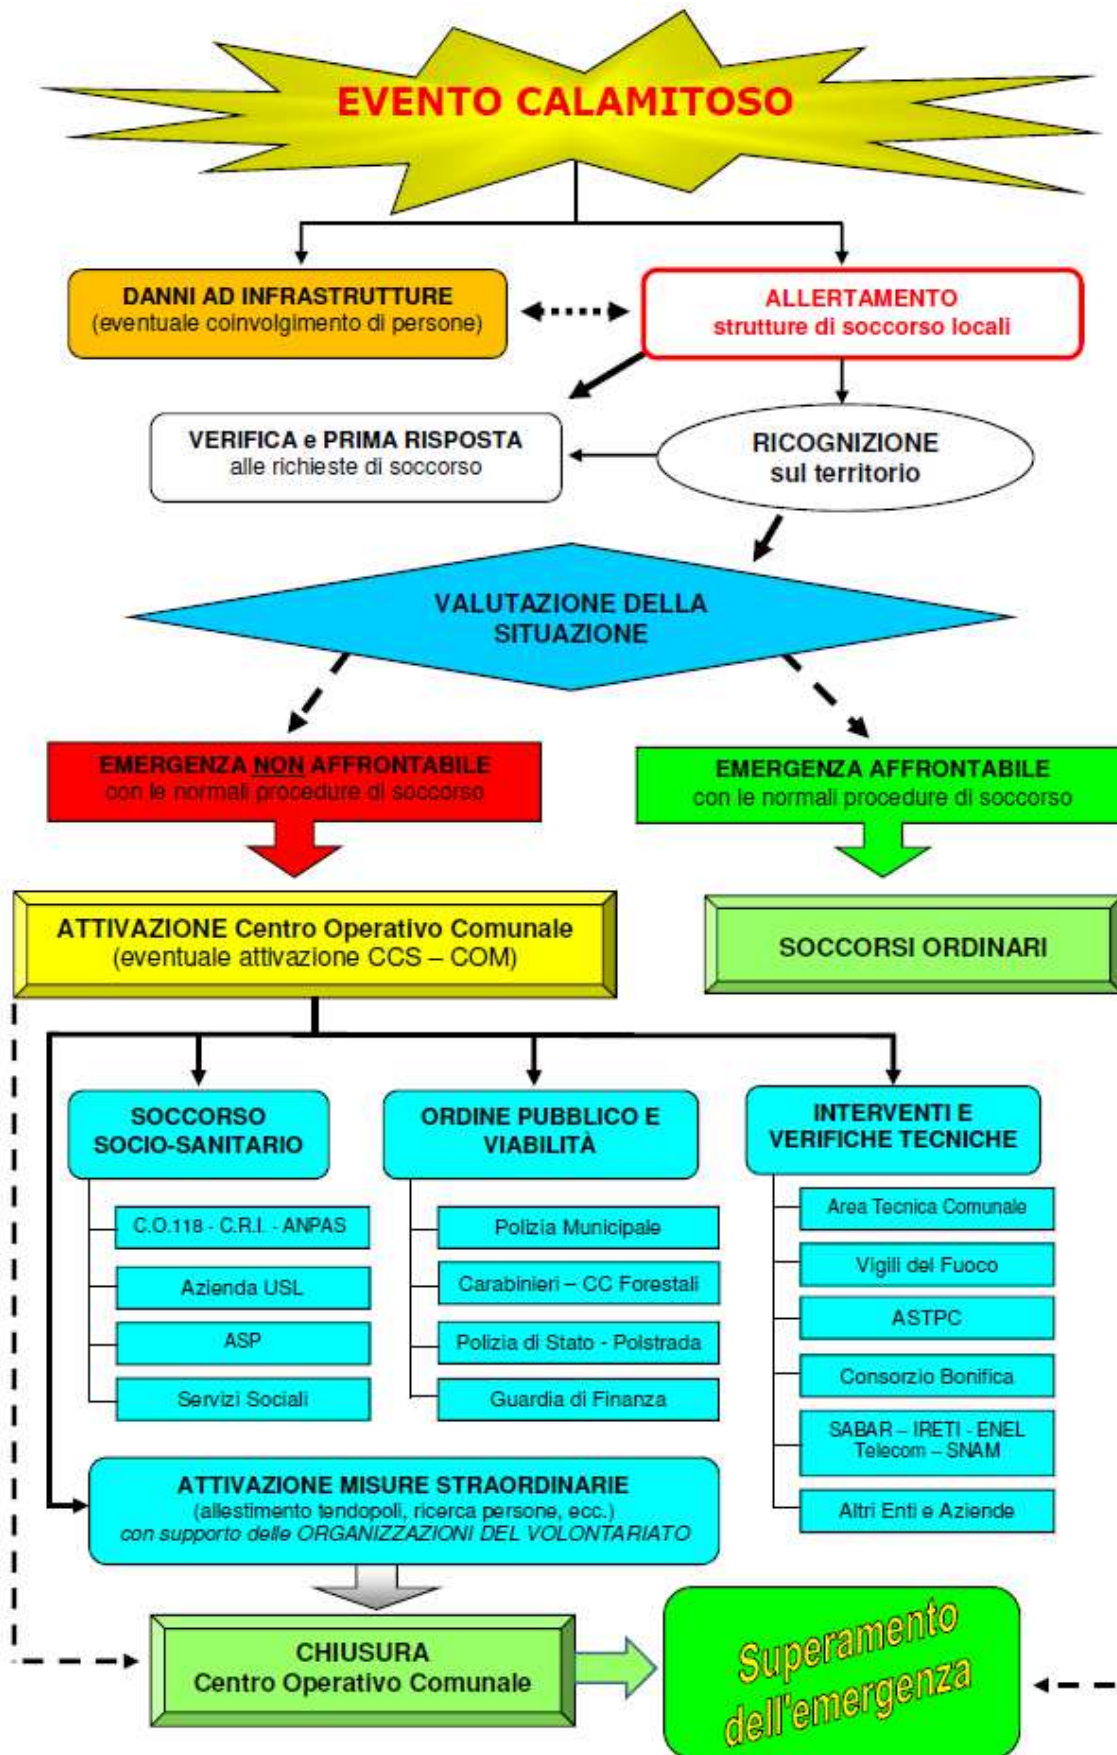 EVENTO CALAMITOSO
DANNI AD INFRASTRUTTURE
(eventuale coinvolgimento di persone)
ALLERTAMENTO
strutture di soccorso locali
VERIFICA e PRIMA RISPOSTA
alle richieste di soccorso
RICOGNIZIONE
sul territorio
VALUTAZIONE DELLA
SITUAZIONE
EMERGENZA NON AFFRONTABILE
con le normali procedure di soccorso
EMERGENZA AFFRONTABILE
con le normali procedure di soccorso
ATTIVAZIONE Centro Operativo Comunale
(eventuale attivazione CCS – COM)
SOCCORSI ORDINARI
SOCCORSO
SOCIO-SANITARIO
C.O.118 - C.R.I. - ANPAS
Azienda USL
ASP
Servizi Sociali
ORDINE PUBBLICO E
VIABILITÀ
Polizia Municipale
Carabinieri – CC Forestali
Polizia di Stato - Polstrada
Guardia di Finanza
INTERVENTI E
VERIFICHE TECNICHE
Area Tecnica Comunale
Vigili del Fuoco
ASTPC
Consorzio Bonifica
SABAR – IRETI - ENEL
Telecom – SNAM
Altri Enti e Aziende
ATTIVAZIONE MISURE STRAORDINARIE
(allestimento tendopoli, ricerca persone, ecc.)
con supporto delle ORGANIZZAZIONI DEL VOLONTARIATO
CHIUSURA
Centro Operativo Comunale
Superamento
dell'emergenza